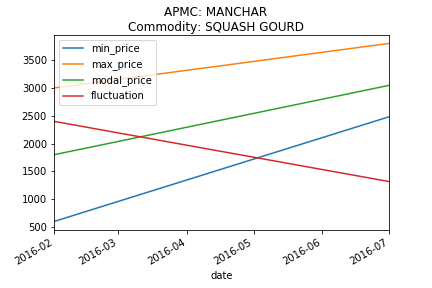 APMC: MANCHAR
Commodity: SQUASH GOURD
min_price
max_price
modal_price
fluctuation
3500
3000
2500
2000
1500
1000
500
2016-02
2016-03
2016-04
2016-05
2016-06
2016-07
date